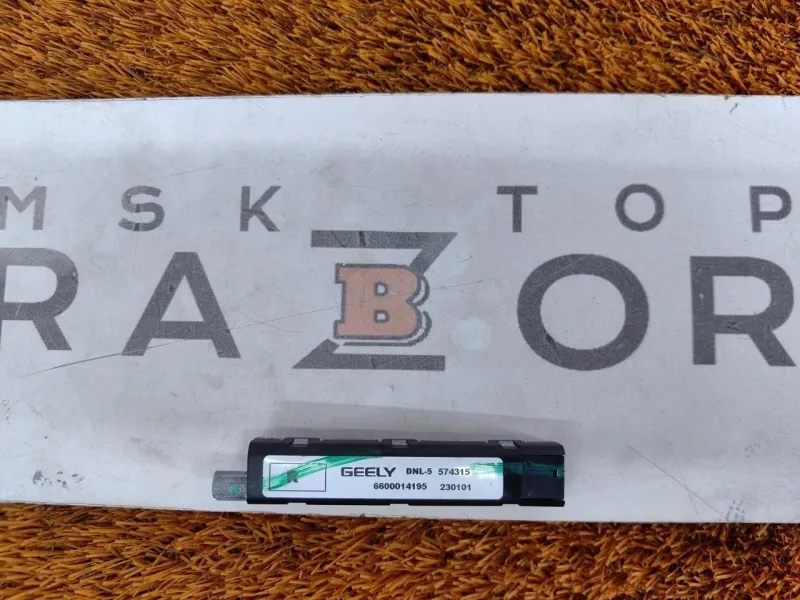 MSK TOP
RAZBOR
R GEELY DNL-5 574315
6600014195 230101